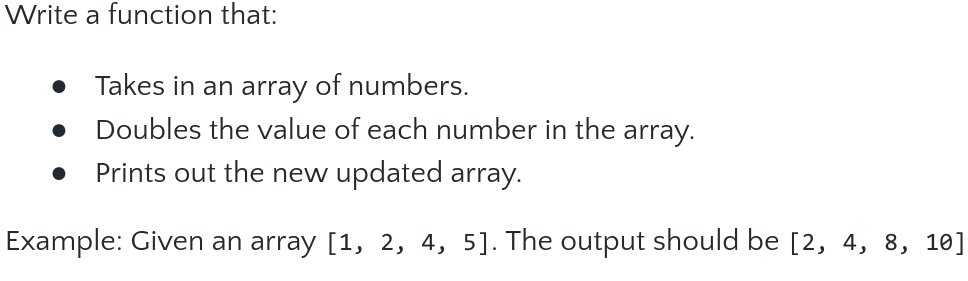 Write a function that:
● Takes in an array of numbers.
● Doubles the value of each number in the array.
● Prints out the new updated array.
Example: Given an array [1, 2, 4, 5]. The output should be [2, 4, 8, 10]